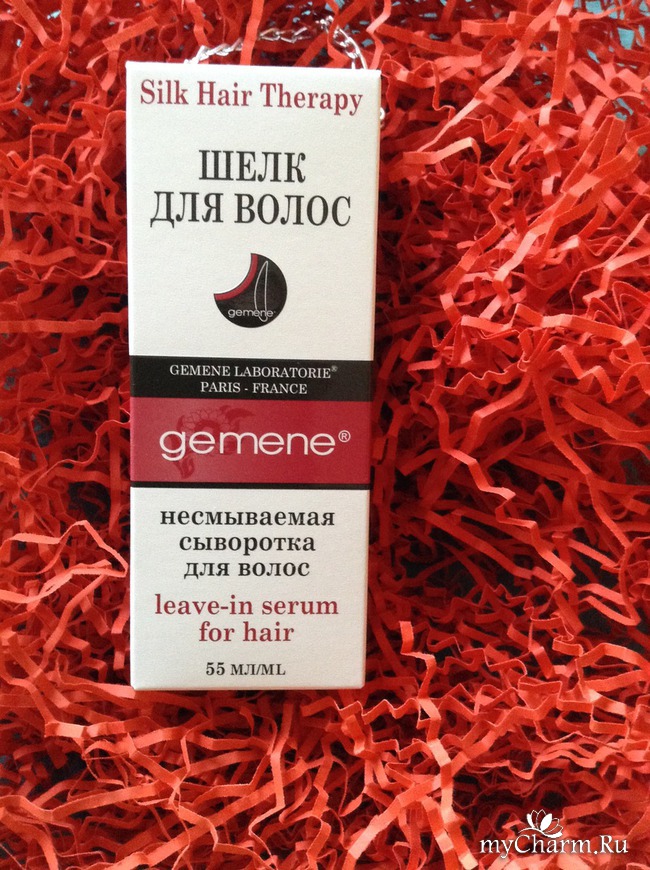 Silk Hair Therapy
ШЕЛК
ДЛЯ ВОЛОС
gemene
GEMENE LABORATORIE®
PARIS - FRANCE
gemene®
несмываемая
сыворотка
для волос
leave-in serum
for hair
55 МЛ/ML
myCharm.Ru